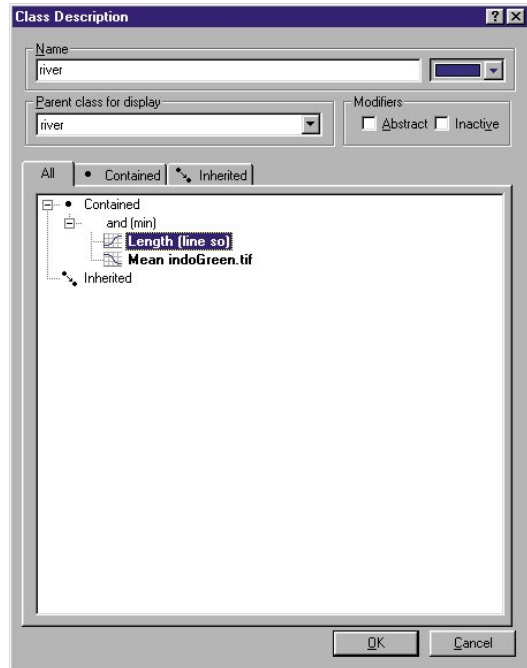 Class Description
Name
river
Parent class for display
river
Modifiers
Abstract Inactive
All Contained Inherited
Contained
and (min)
Length (line so)
Mean indoGreen.tif
Inherited
OK Cancel